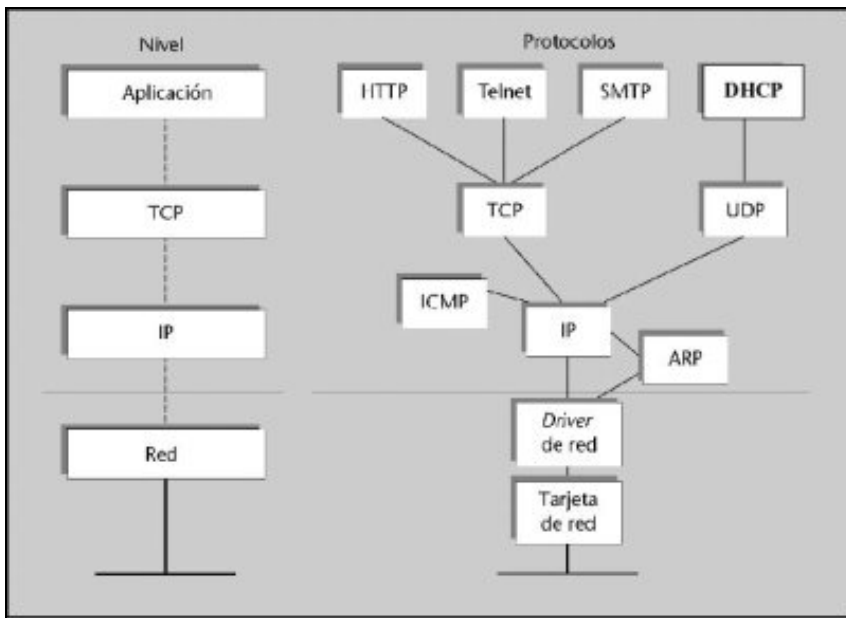 Nivel
Protocolos
Aplicación
HTTP
Telnet
SMTP
DHCP
TCP
TCP
UDP
IP
ICMP
IP
ARP
Red
Driver
de red
Tarjeta
de red